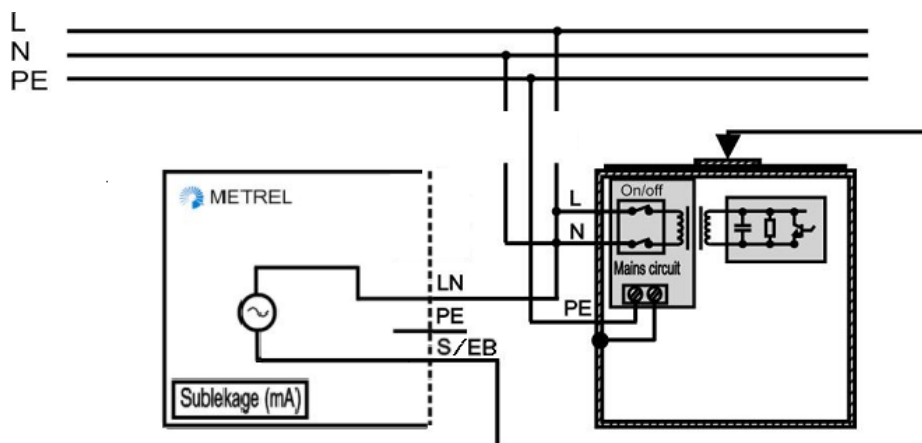 L
N
PE
METREL
On/off
L
N
Mains circuit
LN
PE
PE
S/EB
Sublekage (mA)